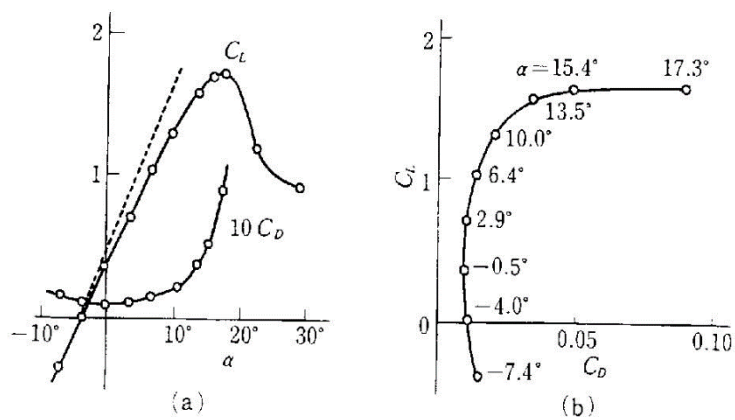 2
C_L
1
10 C_D
−10° 0 10° 20° 30°
α
(a)
2
α=15.4° 17.3°
13.5°
10.0°
C_L
1
6.4°
2.9°
−0.5°
−4.0°
0 0.05 0.10
−7.4°
C_D
(b)